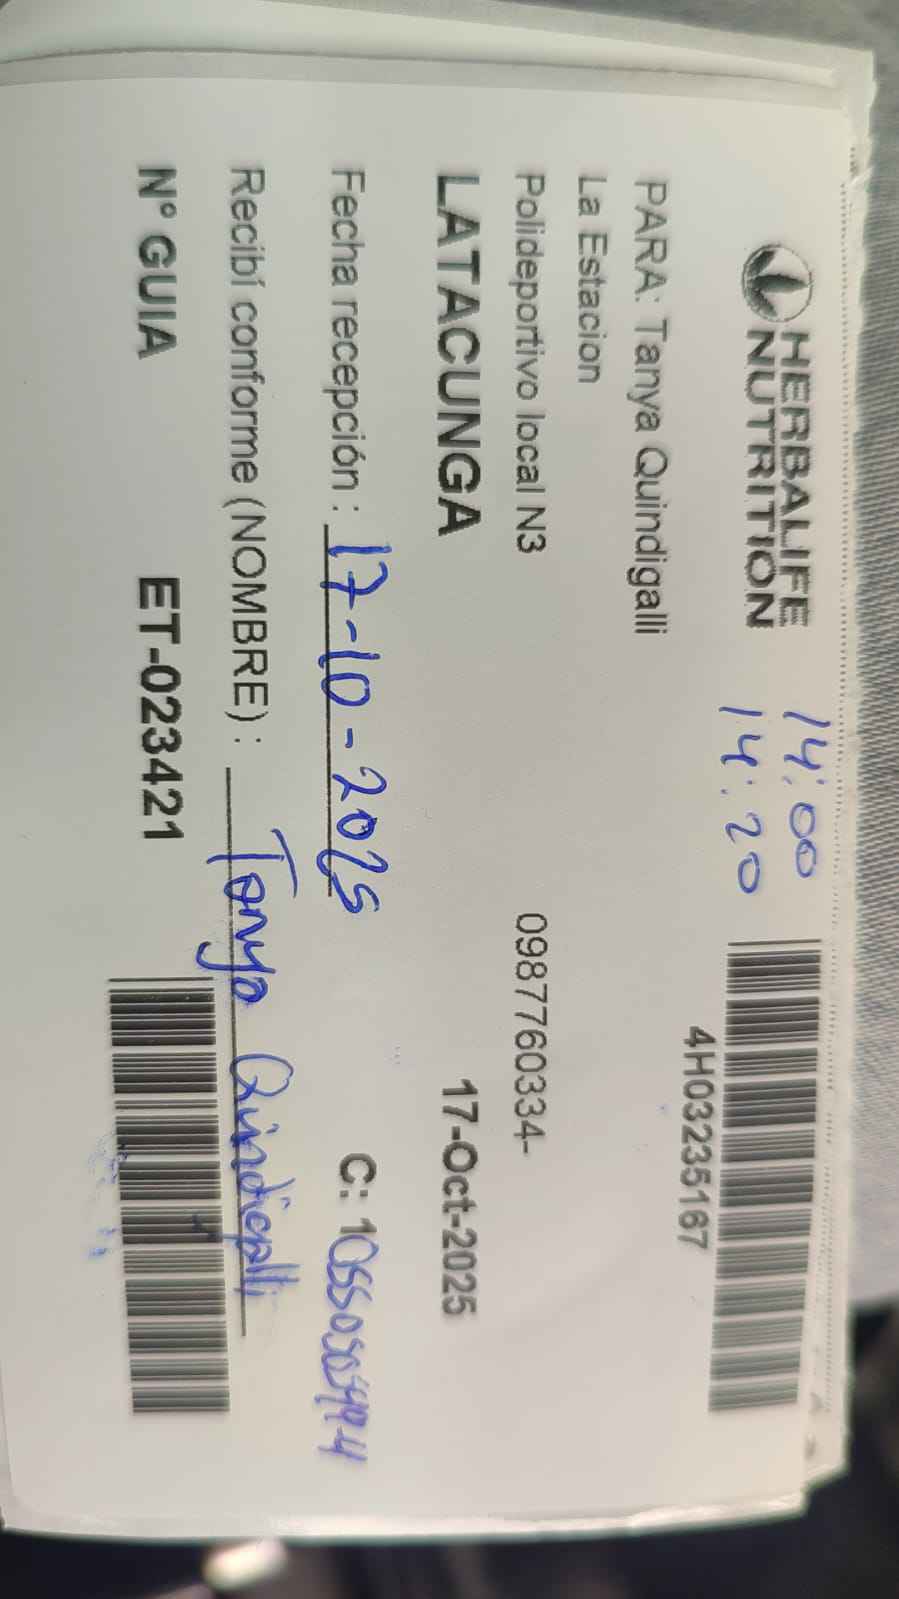 HERBALIFE
NUTRITION
14:00
14:20
4H03235167
PARA: Tanya Quindigalli
La Estacion
Polideportivo local N3 0987760334-
LATACUNGA 17-Oct-2025
Fecha recepción : 17-10-2025 C: 1
Recibí conforme (NOMBRE) : Tanya Quindigalli
N° GUIA ET-023421